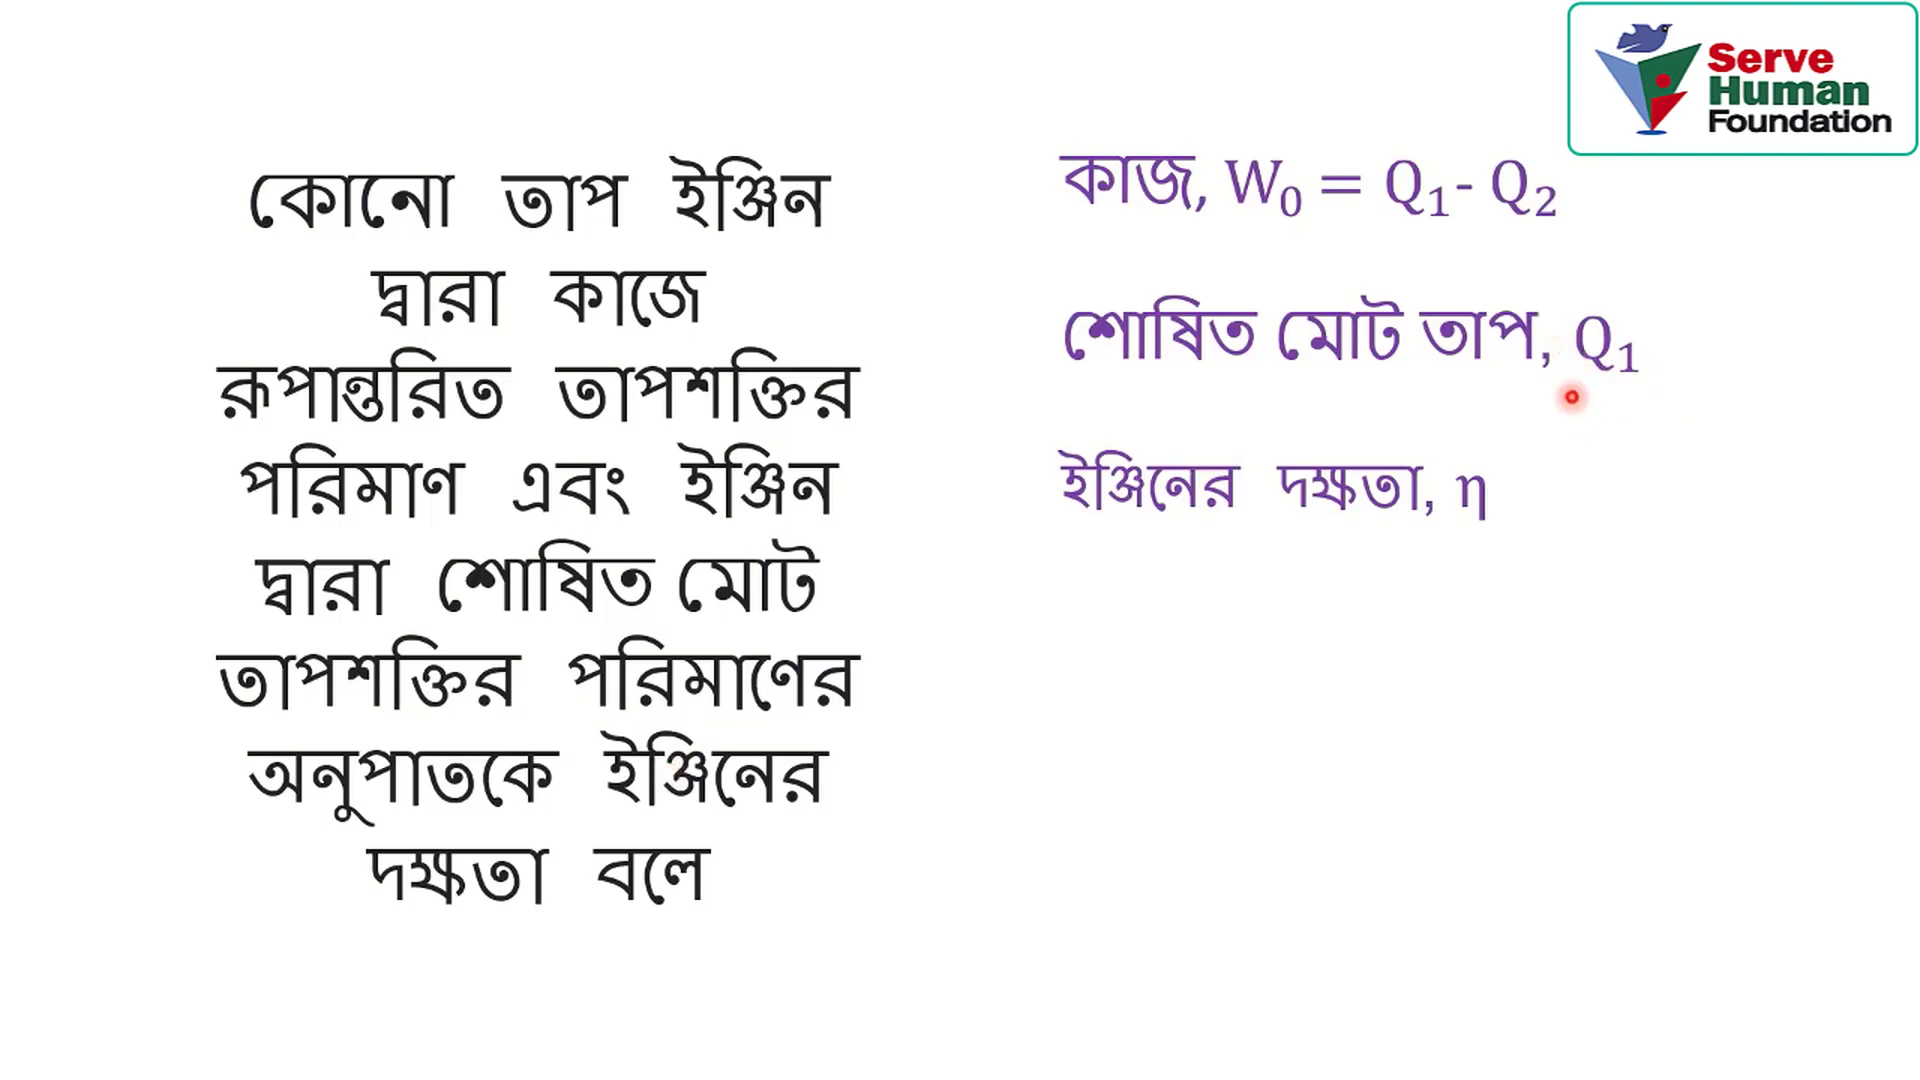 Serve
Human
Foundation
কোনো তাপ ইঞ্জিন
দ্বারা কাজে
রূপান্তরিত তাপশক্তির
পরিমাণ এবং ইঞ্জিন
দ্বারা শোষিত মোট
তাপশক্তির পরিমাণের
অনুপাতকে ইঞ্জিনের
দক্ষতা বলে
কাজ, W₀ = Q₁- Q₂
শোষিত মোট তাপ, Q₁
ইঞ্জিনের দক্ষতা, η